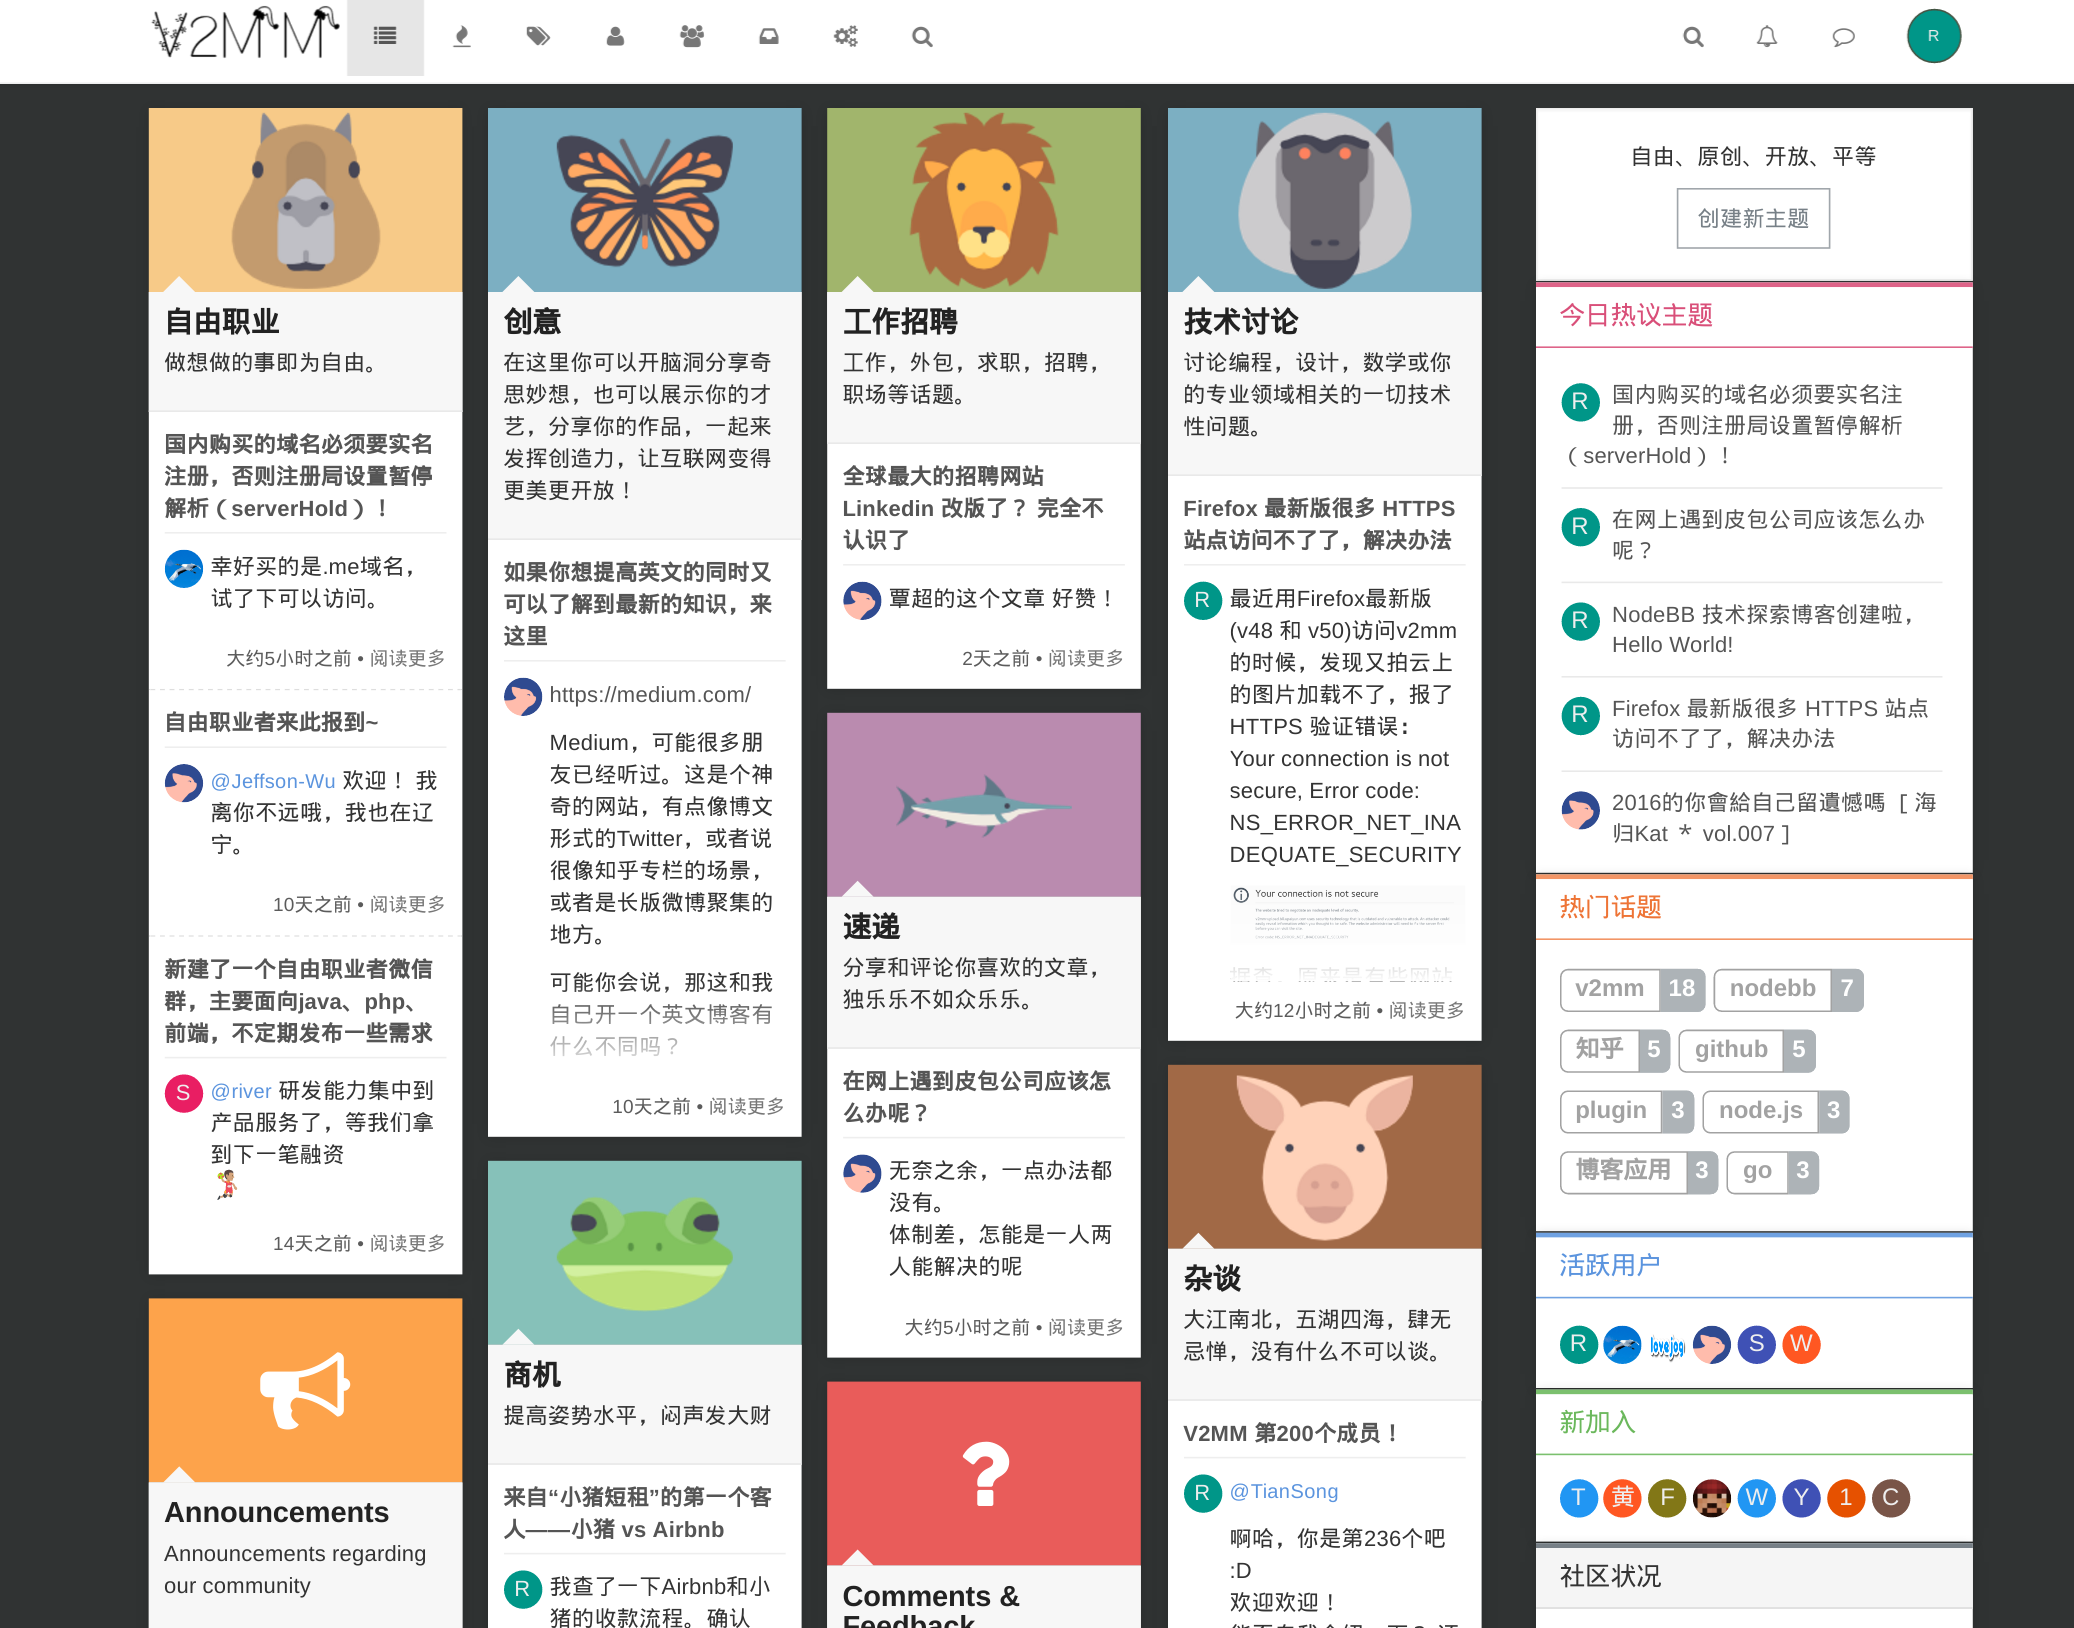 V2MM
R
自由职业
做想做的事即为自由。
国内购买的域名必须要实名
注册，否则注册局设置暂停
解析（serverHold）！
幸好买的是.me域名，
试了下可以访问。
大约5小时之前 • 阅读更多
自由职业者来此报到~
@Jeffson-Wu 欢迎！ 我
离你不远哦，我也在辽
宁。
10天之前 • 阅读更多
新建了一个自由职业者微信
群，主要面向java、php、
前端，不定期发布一些需求
S
@river 研发能力集中到
产品服务了，等我们拿
到下一笔融资
14天之前 • 阅读更多
Announcements
Announcements regarding
our community
创意
在这里你可以开脑洞分享奇
思妙想，也可以展示你的才
艺，分享你的作品，一起来
发挥创造力，让互联网变得
更美更开放！
如果你想提高英文的同时又
可以了解到最新的知识，来
这里
https://medium.com/
Medium，可能很多朋
友已经听过。这是个神
奇的网站，有点像博文
形式的Twitter，或者说
很像知乎专栏的场景，
或者是长版微博聚集的
地方。
可能你会说，那这和我
自己开一个英文博客有
什么不同吗？
10天之前 • 阅读更多
商机
提高姿势水平，闷声发大财
来自“小猪短租”的第一个客
人——小猪 vs Airbnb
R
我查了一下Airbnb和小
猪的收款流程。确认
工作招聘
工作，外包，求职，招聘，
职场等话题。
全球最大的招聘网站
Linkedin 改版了？ 完全不
认识了
覃超的这个文章 好赞！
2天之前 • 阅读更多
速递
分享和评论你喜欢的文章，
独乐乐不如众乐乐。
在网上遇到皮包公司应该怎
么办呢？
无奈之余，一点办法都
没有。
体制差，怎能是一人两
人能解决的呢
大约5小时之前 • 阅读更多
Comments &
Feedback
技术讨论
讨论编程，设计，数学或你
的专业领域相关的一切技术
性问题。
Firefox 最新版很多 HTTPS
站点访问不了了，解决办法
R
最近用Firefox最新版
(v48 和 v50)访问v2mm
的时候，发现又拍云上
的图片加载不了，报了
HTTPS 验证错误：
Your connection is not
secure, Error code:
NS_ERROR_NET_INA
DEQUATE_SECURITY
Your connection is not secure
大约12小时之前 • 阅读更多
杂谈
大江南北，五湖四海，肆无
忌惮，没有什么不可以谈。
V2MM 第200个成员！
R
@TianSong
啊哈，你是第236个吧
:D
欢迎欢迎！
自由、原创、开放、平等
创建新主题
今日热议主题
R
国内购买的域名必须要实名注
册，否则注册局设置暂停解析
（serverHold）！
R
在网上遇到皮包公司应该怎么办
呢？
R
NodeBB 技术探索博客创建啦，
Hello World!
R
Firefox 最新版很多 HTTPS 站点
访问不了了，解决办法
2016的你會給自己留遺憾嗎［海
归Kat ＊ vol.007］
热门话题
v2mm 18 nodebb 7
知乎 5 github 5
plugin 3 node.js 3
博客应用 3 go 3
活跃用户
R lovejog S W
新加入
T 黄 F W Y 1 C
社区状况